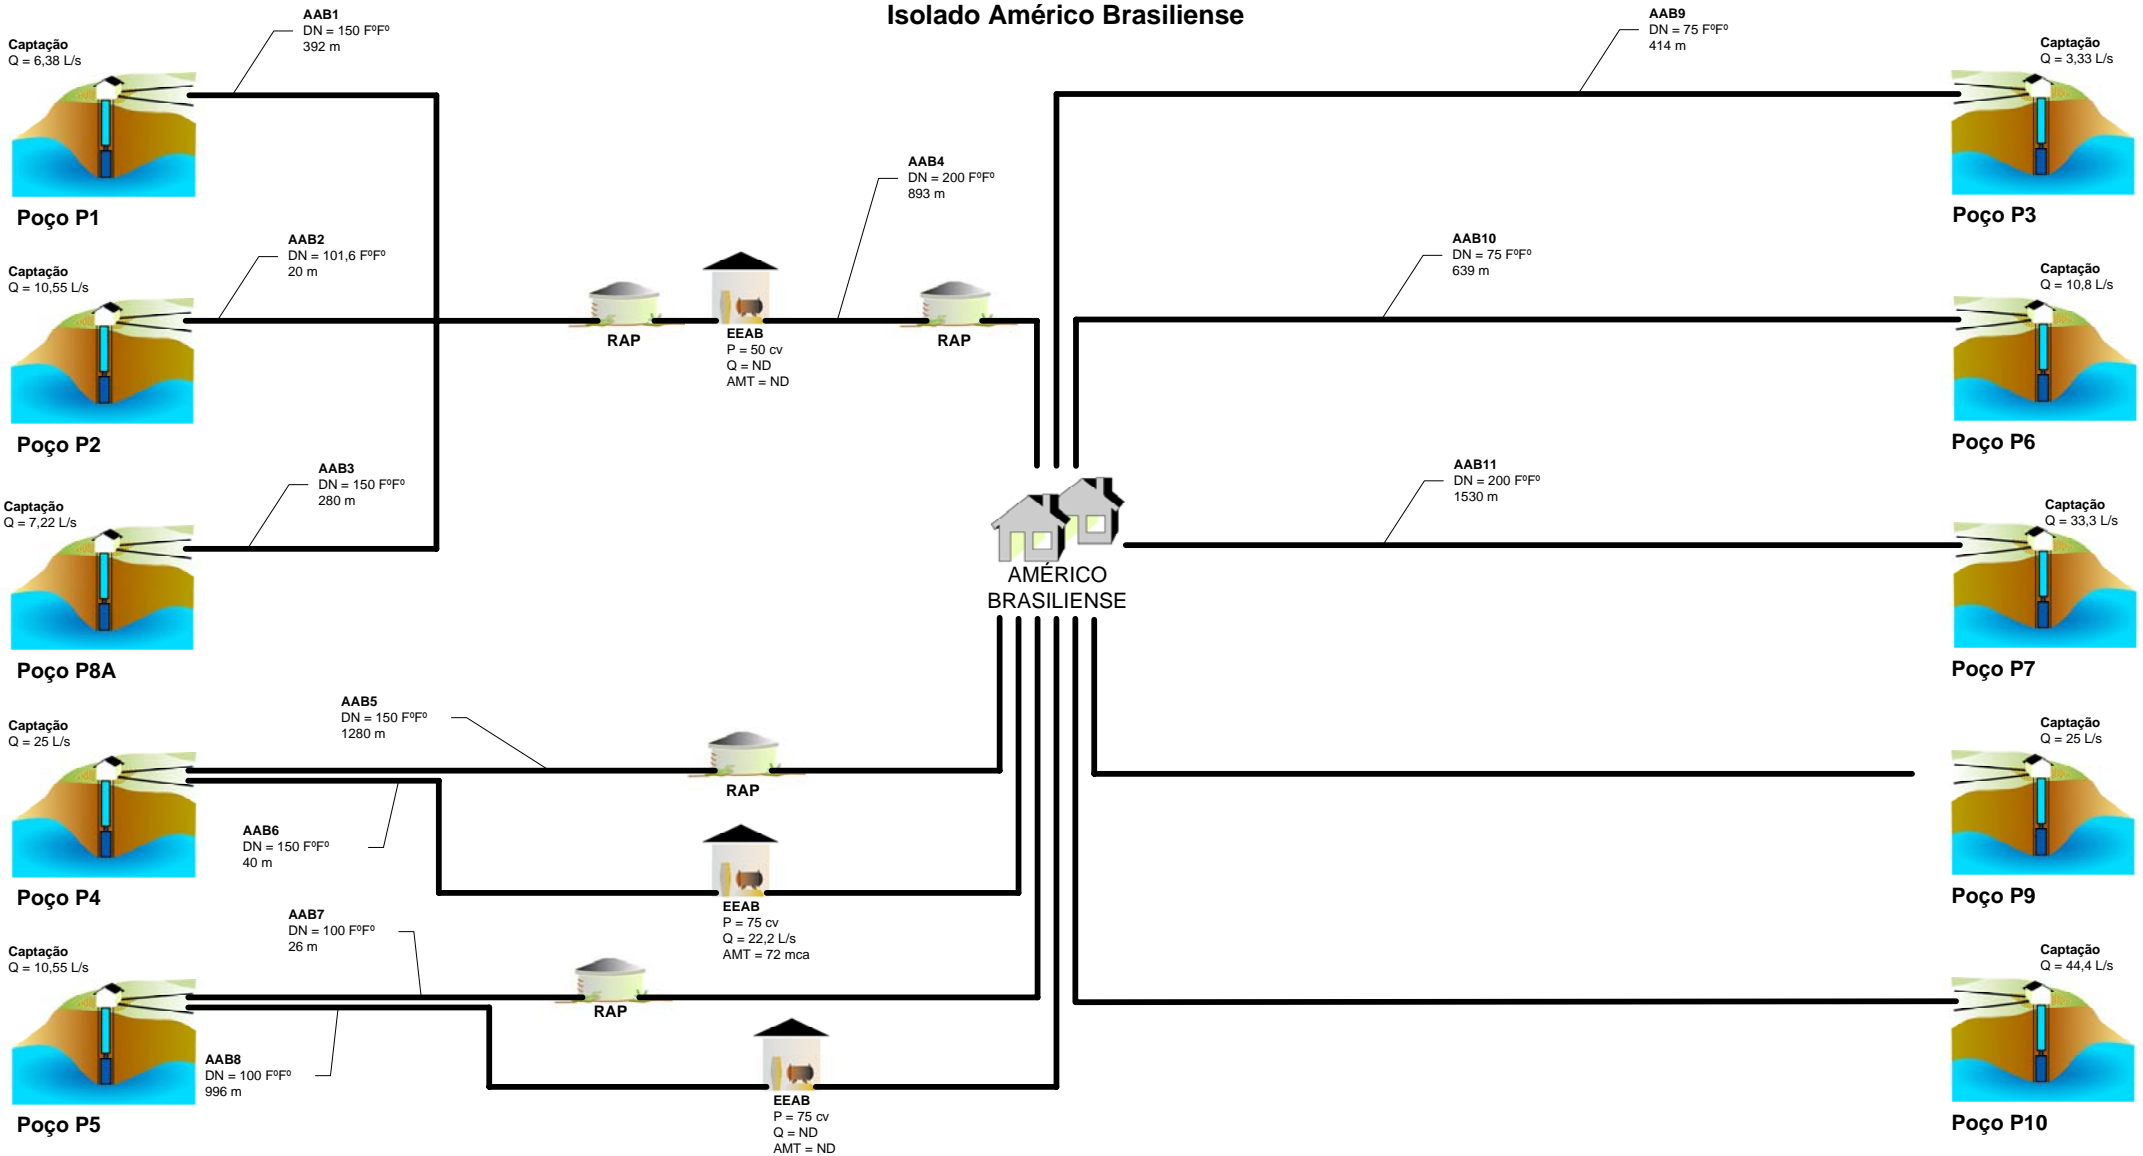 Isolado Américo Brasiliense
Captação
Q = 6,38 L/s
AAB1
DN = 150 FºFº
392 m
Poço P1
Captação
Q = 10,55 L/s
AAB2
DN = 101,6 FºFº
20 m
Poço P2
Captação
Q = 7,22 L/s
AAB3
DN = 150 FºFº
280 m
Poço P8A
RAP
EEAB
P = 50 cv
Q = ND
AMT = ND
AAB4
DN = 200 FºFº
893 m
RAP
Captação
Q = 25 L/s
AAB5
DN = 150 FºFº
1280 m
RAP
AAB6
DN = 150 FºFº
40 m
Poço P4
EEAB
P = 75 cv
Q = 22,2 L/s
AMT = 72 mca
Captação
Q = 10,55 L/s
AAB7
DN = 100 FºFº
26 m
RAP
AAB8
DN = 100 FºFº
996 m
Poço P5
EEAB
P = 75 cv
Q = ND
AMT = ND
AMÉRICO
BRASILIENSE
AAB9
DN = 75 FºFº
414 m
Captação
Q = 3,33 L/s
Poço P3
AAB10
DN = 75 FºFº
639 m
Captação
Q = 10,8 L/s
Poço P6
AAB11
DN = 200 FºFº
1530 m
Captação
Q = 33,3 L/s
Poço P7
Captação
Q = 25 L/s
Poço P9
Captação
Q = 44,4 L/s
Poço P10